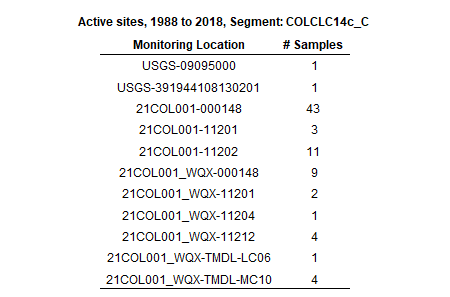 Active sites, 1988 to 2018, Segment: COLCLC14c_C
Monitoring Location # Samples
USGS-09095000 1
USGS-391944108130201 1
21COL001-000148 43
21COL001-11201 3
21COL001-11202 11
21COL001_WQX-000148 9
21COL001_WQX-11201 2
21COL001_WQX-11204 1
21COL001_WQX-11212 4
21COL001_WQX-TMDL-LC06 1
21COL001_WQX-TMDL-MC10 4